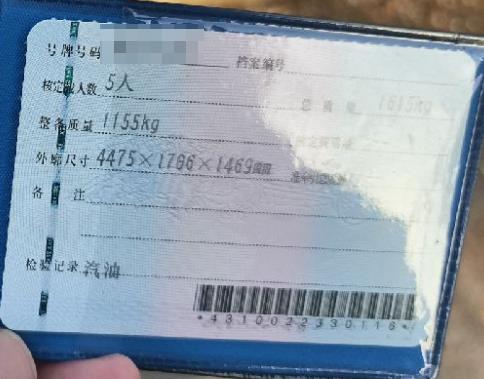 号牌号码 档案编号
核定载人数 5人 总质量 1615kg
整备质量 1155kg
外廓尺寸 4475×1706×1469mm
备 注
检验记录 汽油
*4310022330116*